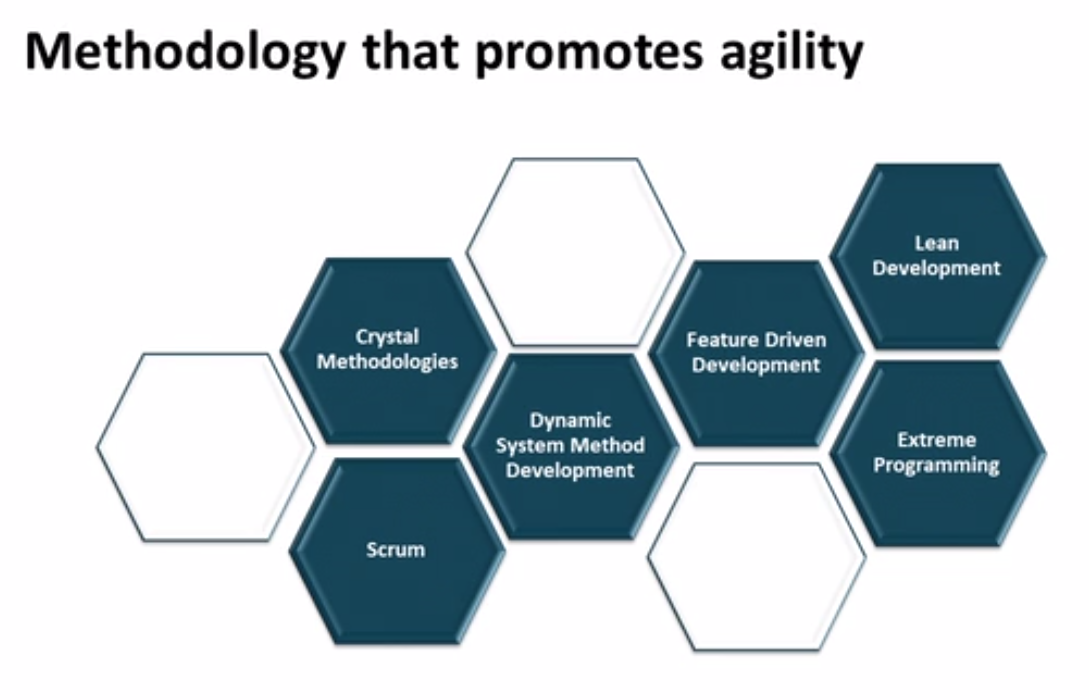 Methodology that promotes agility
Lean
Development
Crystal
Methodologies
Feature Driven
Development
Dynamic
System Method
Development
Extreme
Programming
Scrum